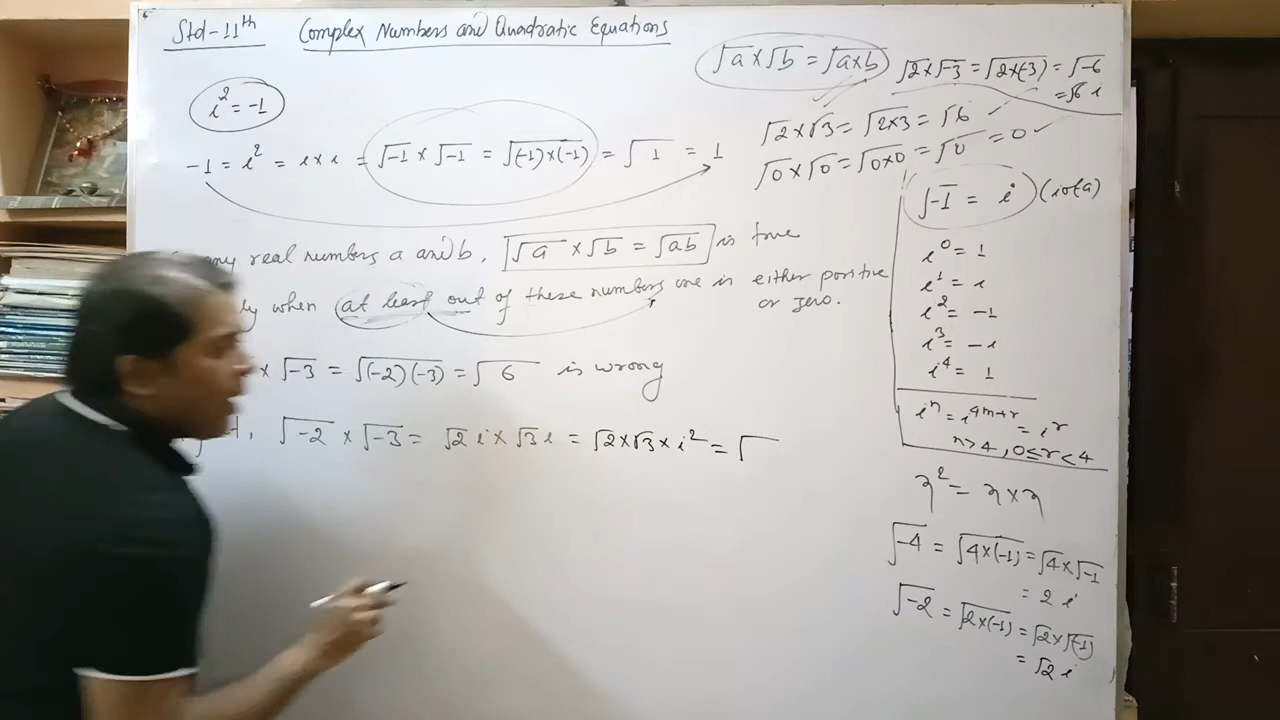 Std-11th Complex Numbers and Quadratic Equations
i² = -1
-1 = i² = i×i = √-1 × √-1 = √(-1)×(-1) = √1 = 1
any real numbers a and b, √a × √b = √ab is true
when at least out of these numbers one is either positive
or zero.
× √-3 = √(-2)(-3) = √6 is wrong
√-2 × √-3 = √2 i × √3 i = √2×√3×i² = √
√a×√b = √a×b
√2×√-3 = √2×(-3) = √-6
= √6 i
√2×√3 = √2×3 = √6
√0×√0 = √0×0 = √0 = 0
√-1 = i (iota)
i⁰ = 1
i¹ = i
i² = -1
i³ = -i
i⁴ = 1
iⁿ = i⁴ᵐ⁺ʳ = iʳ
n>4, 0≤r<4
x² = x×x
√-4 = √4×(-1) = √4×√-1
= 2 i
√-2 = √2×(-1) = √2×√(-1)
= √2 i